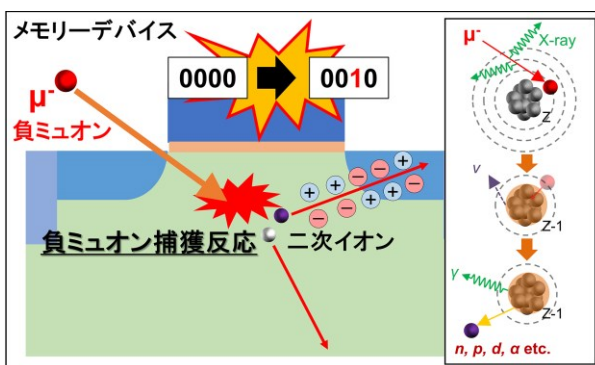 メモリーデバイス
0000
0010
μ-
負ミュオン
負ミュオン捕獲反応
二次イオン
+ + + +
− − − −
μ-
X-ray
Z
ν
Z-1
γ
Z-1
n, p, d, α etc.